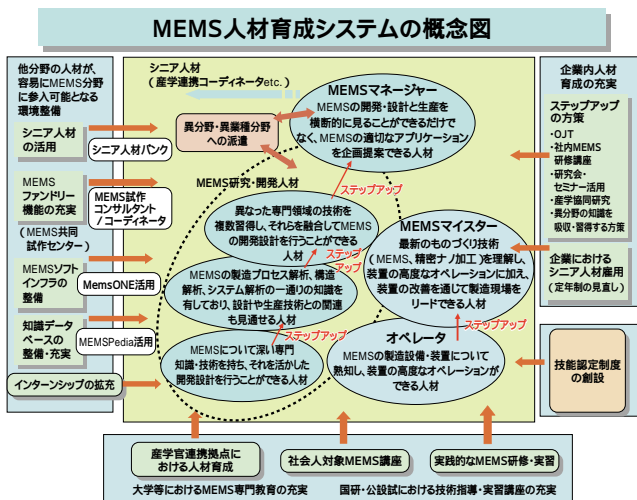 MEMS人材育成システムの概念図
他分野の人材が、
容易にMEMS分野
に参入可能となる
環境整備
シニア人材
の活用
シニア人材バンク
MEMS
ファンドリー
機能の充実
(MEMS共同
試作センター)
MEMS試作
コンサルタント
/コーディネータ
MEMSソフト
インフラの
整備
MemsONE活用
知識データ
ベースの
整備・充実
MEMSPedia活用
インターンシップの拡充
シニア人材
(産学連携コーディネータetc.)
異分野・異業種分野
への派遣
MEMSマネージャー
MEMSの開発・設計と生産を
横断的に見ることができるだけ
でなく、MEMSの適切なアプリケーション
を企画提案できる人材
MEMS研究・開発人材
ステップアップ
異なった専門領域の技術を
複数習得し、それらを融合してMEMS
の開発設計を行うことができる
人材
ステップ
アップ
MEMSの製造プロセス解析、構造
解析、システム解析の一通りの知識を
有しており、設計や生産技術との関連
も見通せる人材
ステップアップ
MEMSについて深い専門
知識・技術を持ち、それを活かした
開発設計を行うことができる人材
ステップアップ
MEMSマイスター
最新のものづくり技術
(MEMS、精密ナノ加工)を理解し、
装置の高度なオペレーションに加え、
装置の改善を通じて製造現場を
リードできる人材
ステップアップ
オペレータ
MEMSの製造設備・装置について
熟知し、装置の高度なオペレーションが
できる人材
企業内人材
育成の充実
ステップアップ
の方策
・OJT
・社内MEMS
研修講座
・研究会・
セミナー活用
・産学協同研究
・異分野の知識を
吸収・習得する方策
企業における
シニア人材雇用
(定年制の見直し)
技能認定制度
の創設
産学官連携拠点に
おける人材育成
社会人対象MEMS講座
実践的なMEMS研修・実習
大学等におけるMEMS専門教育の充実
国研・公設試における技術指導・実習講座の充実